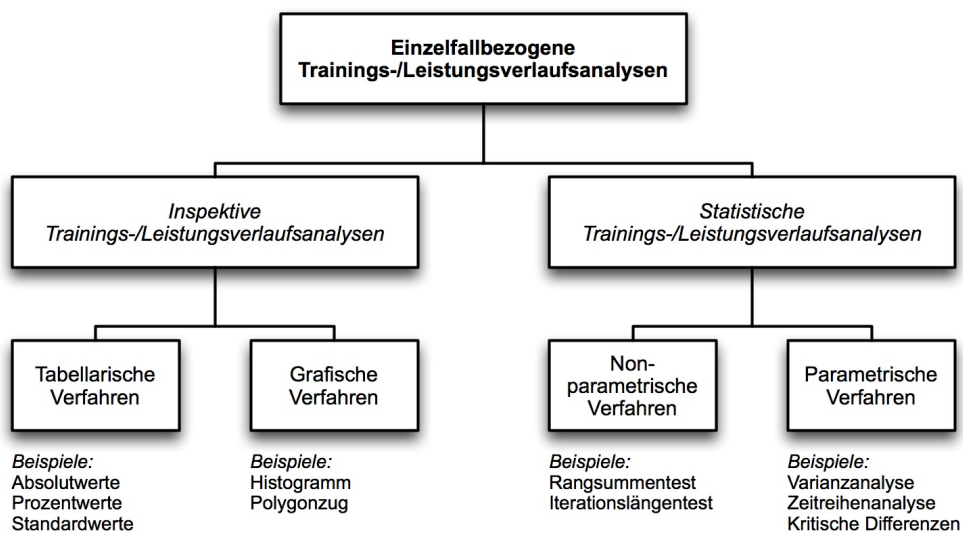 Einzelfallbezogene
Trainings-/Leistungsverlaufsanalysen
Inspektive
Trainings-/Leistungsverlaufsanalysen
Statistische
Trainings-/Leistungsverlaufsanalysen
Tabellarische
Verfahren
Grafische
Verfahren
Non-
parametrische
Verfahren
Parametrische
Verfahren
Beispiele:
Absolutwerte
Prozentwerte
Standardwerte
Beispiele:
Histogramm
Polygonzug
Beispiele:
Rangsummentest
Iterationslängentest
Beispiele:
Varianzanalyse
Zeitreihenanalyse
Kritische Differenzen